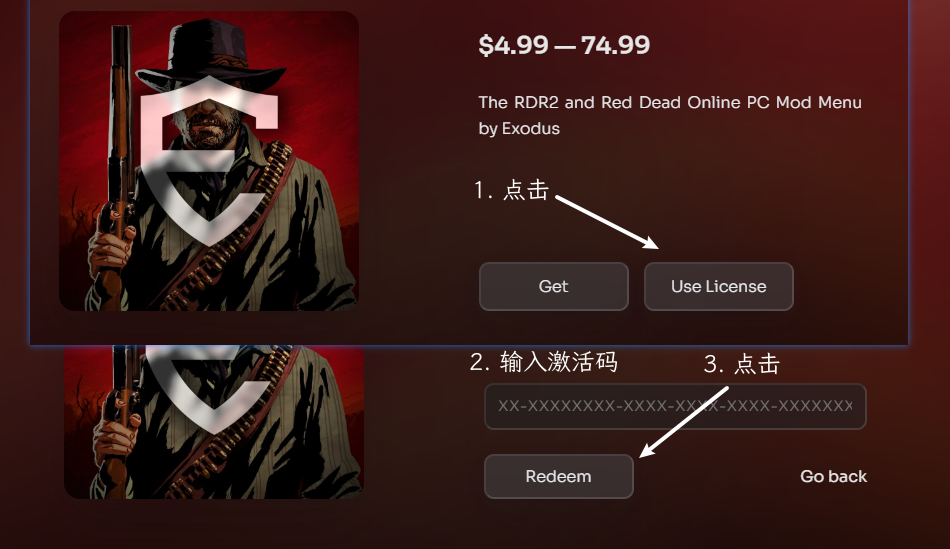 $4.99 — 74.99
The RDR2 and Red Dead Online PC Mod Menu
by Exodus
1. 点击
Get
Use License
2. 输入激活码
3. 点击
XX-XXXXXXXX-XXXX-XXXX-XXXX-XXXXXXX
Redeem
Go back